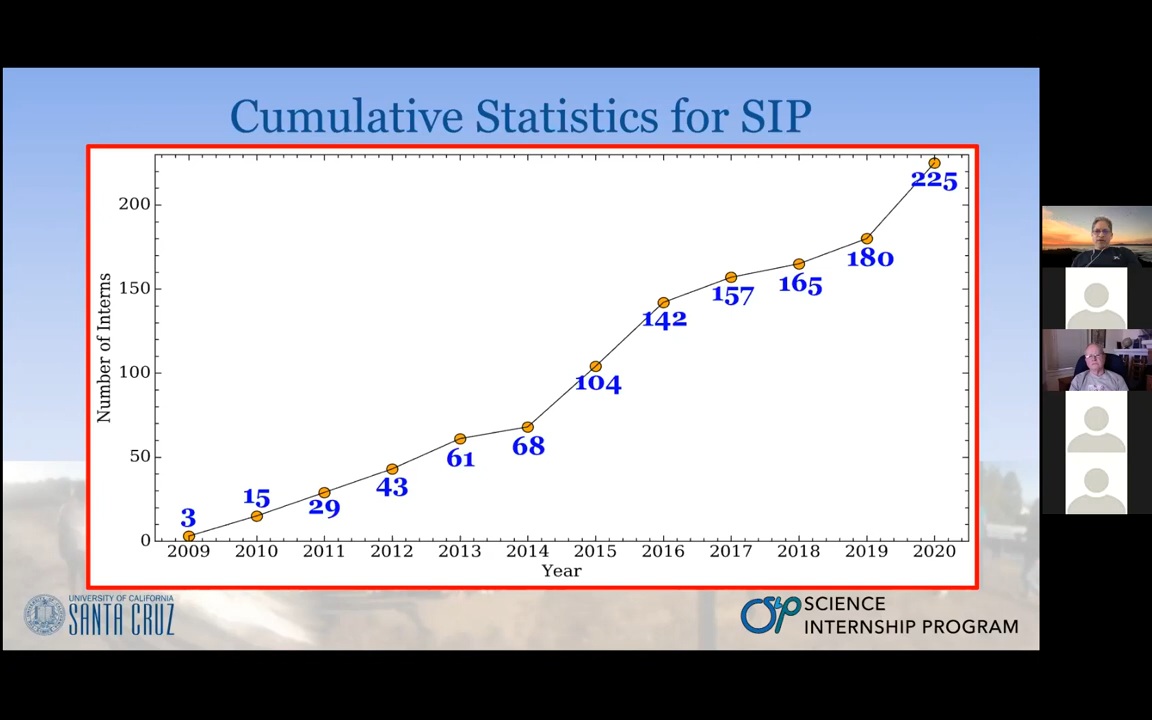 Cumulative Statistics for SIP
225
200
180
165
157
150
142
Number of Interns
104
100
68
61
50
43
29
15
3
0
2009 2010 2011 2012 2013 2014 2015 2016 2017 2018 2019 2020
Year
UNIVERSITY OF CALIFORNIA
SANTA CRUZ
SIP SCIENCE
INTERNSHIP PROGRAM